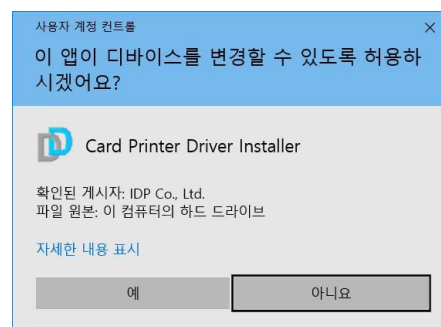 사용자 계정 컨트롤
이 앱이 디바이스를 변경할 수 있도록 허용하
시겠어요?
Card Printer Driver Installer
확인된 게시자: IDP Co., Ltd.
파일 원본: 이 컴퓨터의 하드 드라이브
자세한 내용 표시
예
아니요